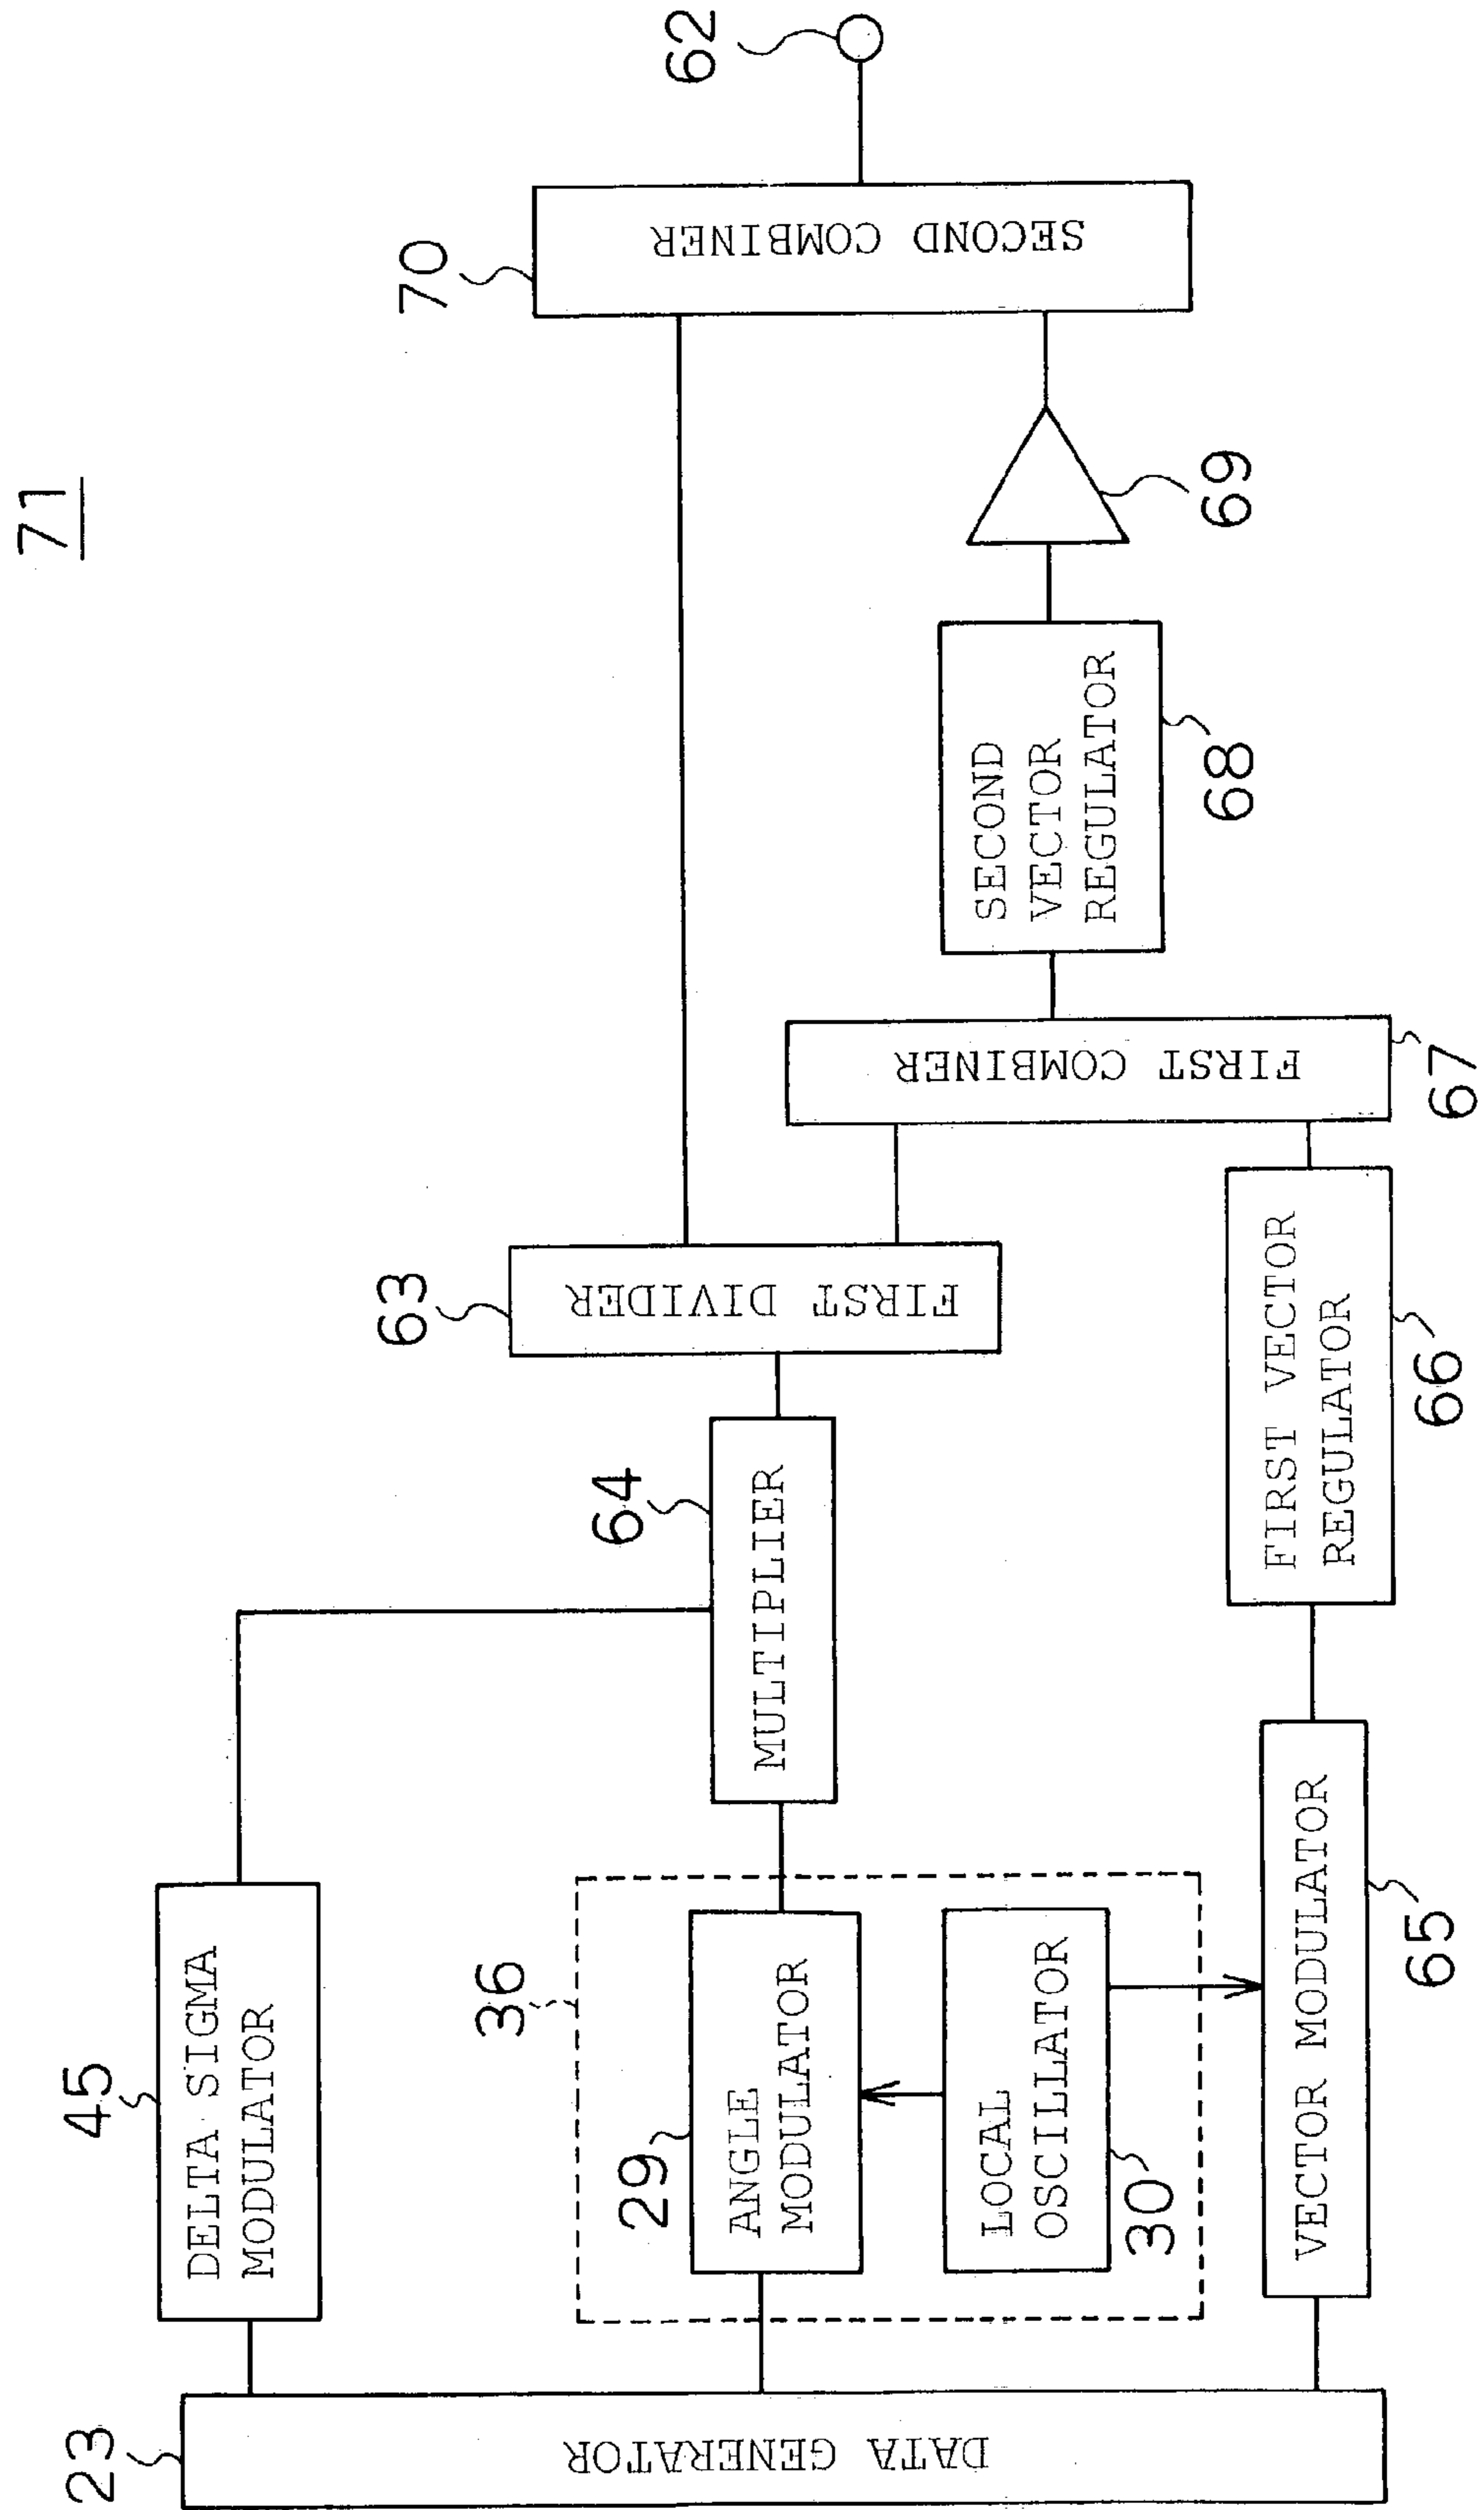 71
23
DATA GENERATOR
45
DELTA SIGMA
MODULATOR
36
29
ANGLE
MODULATOR
LOCAL
OSCILLATOR
30
VECTOR MODULATOR
65
64
MULTIPLIER
63
FIRST DIVIDER
FIRST VECTOR
REGULATOR
66
FIRST COMBINER
67
SECOND
VECTOR
REGULATOR
68
69
70
SECOND COMBINER
62